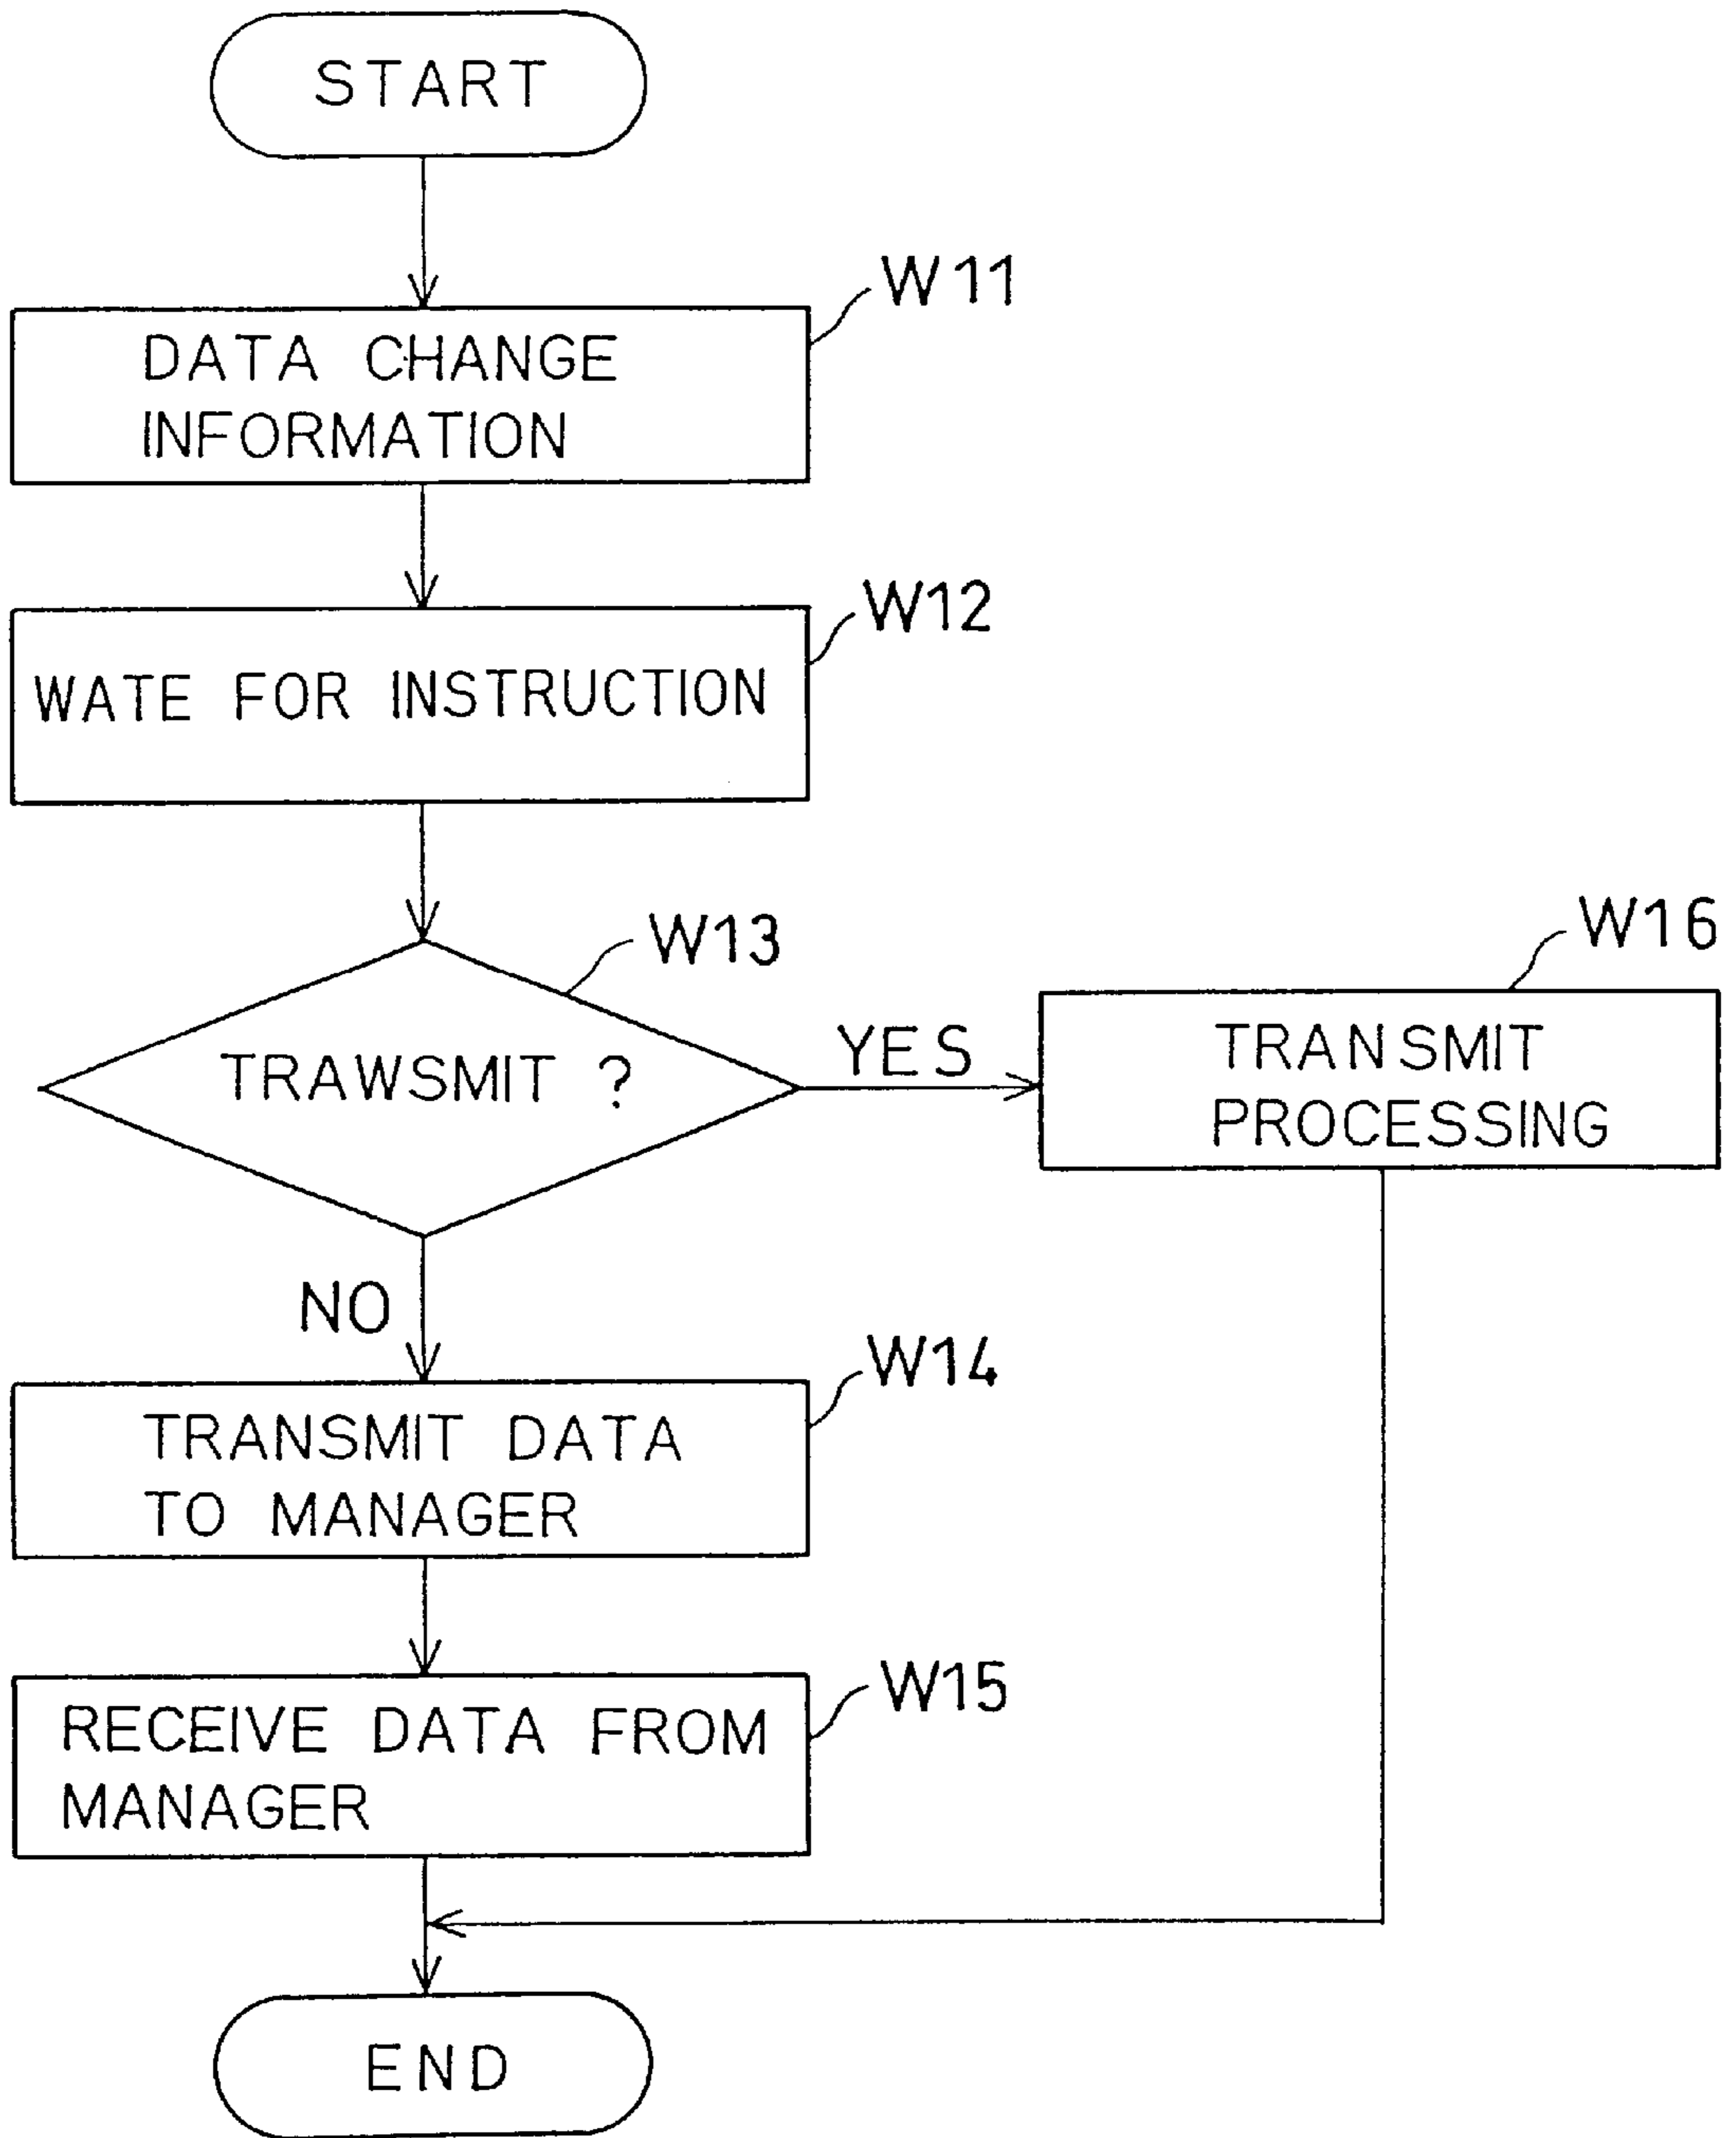 START
W11
DATA CHANGE
INFORMATION
W12
WATE FOR INSTRUCTION
W13
W16
TRAWSMIT ?
YES
TRANSMIT
PROCESSING
NO
W14
TRANSMIT DATA
TO MANAGER
W15
RECEIVE DATA FROM
MANAGER
END